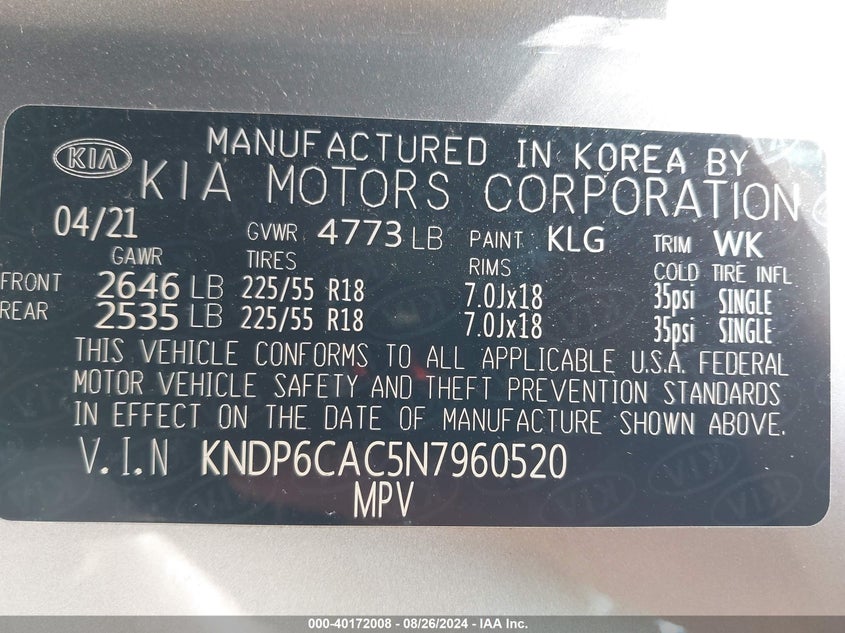 KIA
MANUFACTURED IN KOREA BY
KIA MOTORS CORPORATION
04/21 GVWR 4773 LB PAINT KLG TRIM WK
GAWR TIRES RIMS COLD TIRE INFL
FRONT 2646 LB 225/55 R18 7.0Jx18 35psi SINGLE
REAR 2535 LB 225/55 R18 7.0Jx18 35psi SINGLE
THIS VEHICLE CONFORMS TO ALL APPLICABLE U.S.A. FEDERAL
MOTOR VEHICLE SAFETY AND THEFT PREVENTION STANDARDS
IN EFFECT ON THE DATE OF MANUFACTURE SHOWN ABOVE.
V.I.N KNDP6CAC5N7960520
MPV
000-40172008 - 08/26/2024 - IAA Inc.